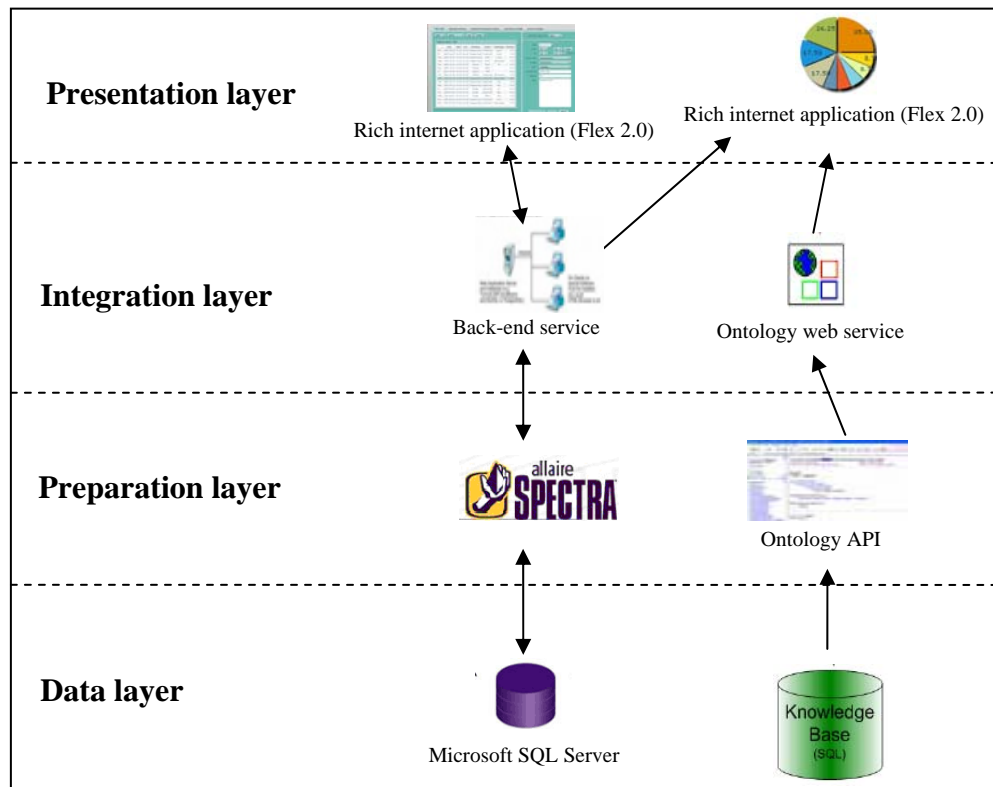 Presentation layer
Rich internet application (Flex 2.0)
Rich internet application (Flex 2.0)
Integration layer
Back-end service
Ontology web service
Preparation layer
allaire
SPECTRA
Ontology API
Data layer
Microsoft SQL Server
Knowledge
Base
(SQL)